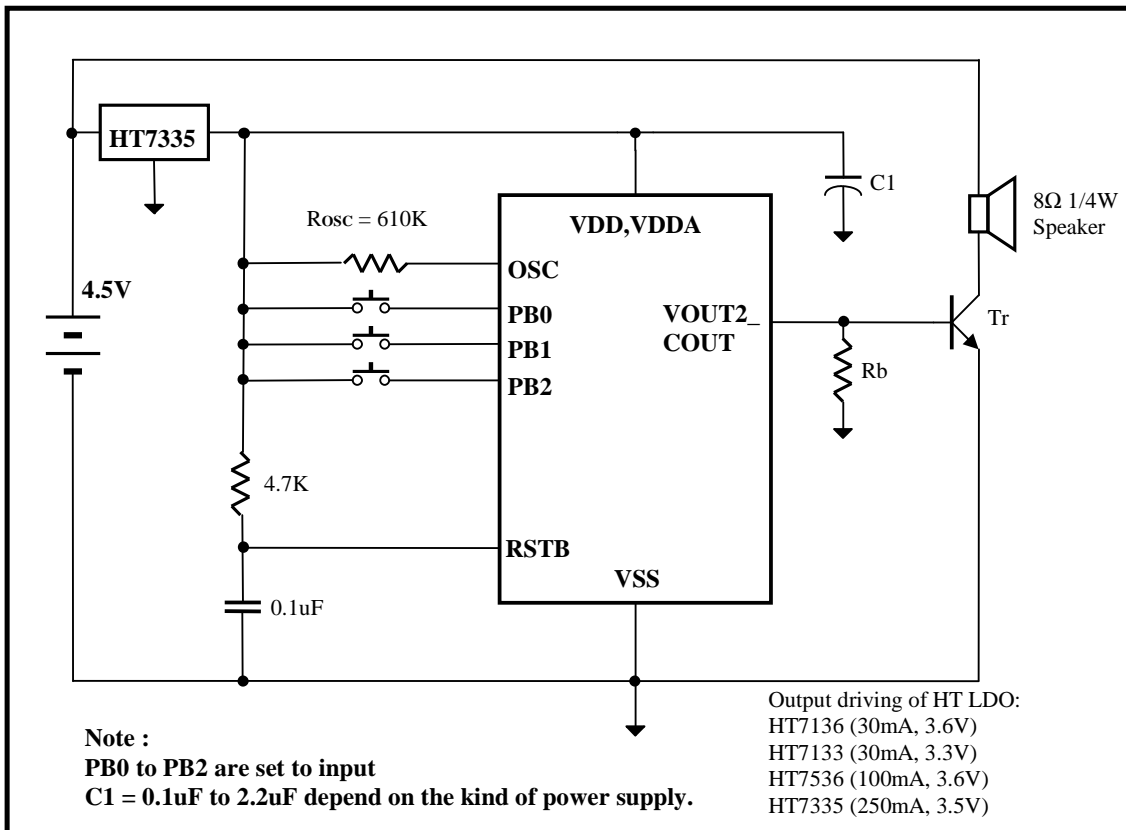 HT7335
C1
8Ω 1/4W
Speaker
Rosc = 610K
VDD,VDDA
OSC
4.5V
PB0
VOUT2_
COUT
Tr
PB1
PB2
Rb
4.7K
RSTB
VSS
0.1uF
Output driving of HT LDO:
HT7136 (30mA, 3.6V)
HT7133 (30mA, 3.3V)
HT7536 (100mA, 3.6V)
HT7335 (250mA, 3.5V)
Note :
PB0 to PB2 are set to input
C1 = 0.1uF to 2.2uF depend on the kind of power supply.